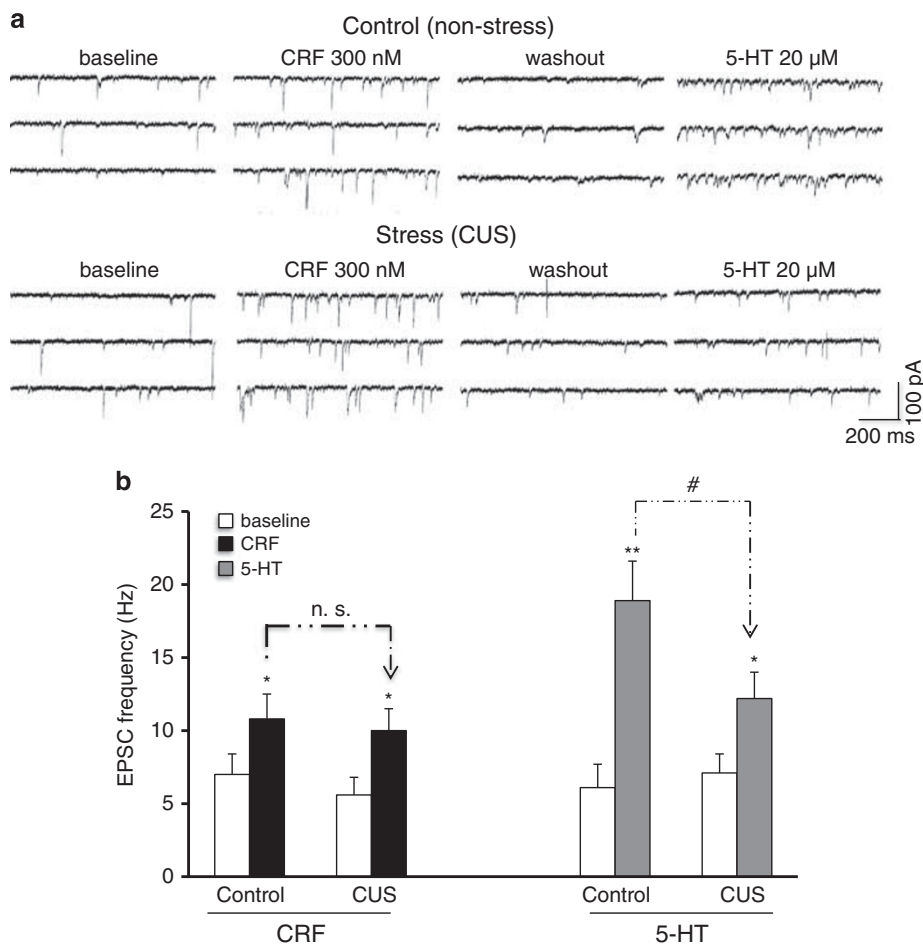 a
Control (non-stress)
baseline CRF 300 nM washout 5-HT 20 µM
Stress (CUS)
baseline CRF 300 nM washout 5-HT 20 µM
100 pA
200 ms
b
#
25
baseline
CRF
5-HT
**
20
n. s.
15
* * *
10
5
0
EPSC frequency (Hz)
Control CUS Control CUS
CRF 5-HT